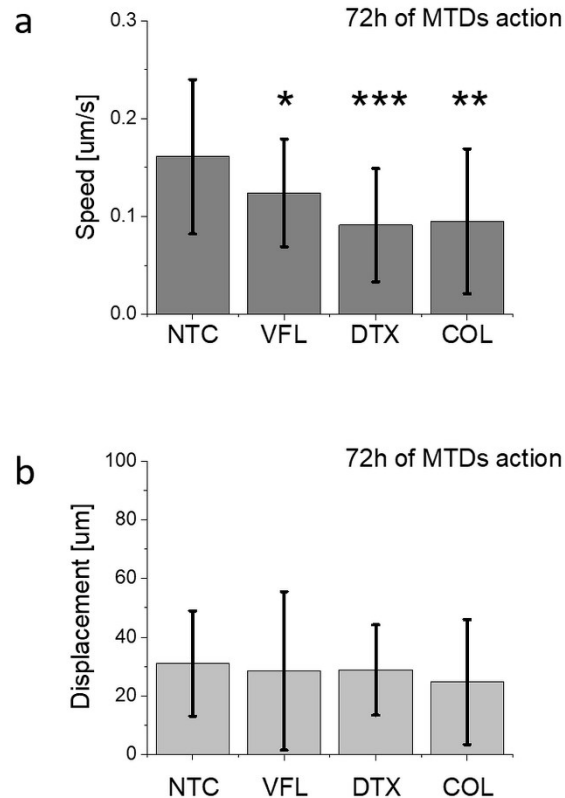 a
72h of MTDs action
Speed [um/s]
0.3
0.2
0.1
0.0
* *** **
NTC VFL DTX COL
b
72h of MTDs action
Displacement [um]
100
80
60
40
20
0
NTC VFL DTX COL